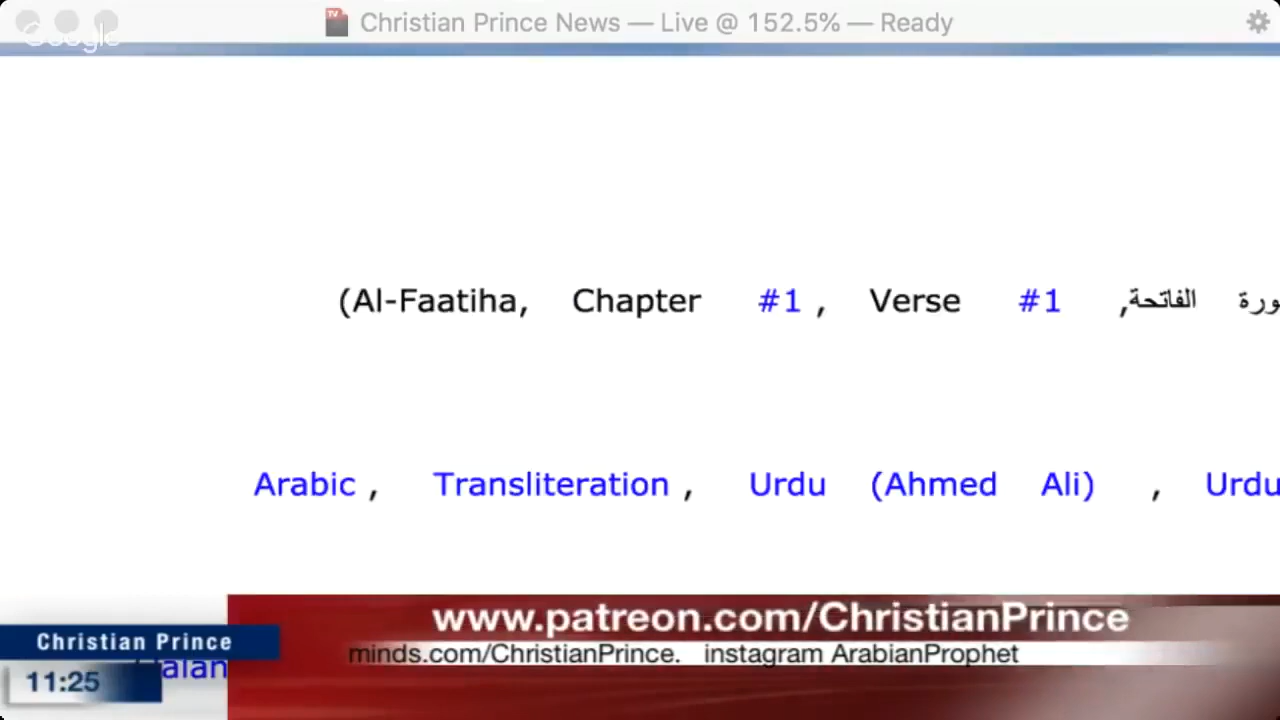 Christian Prince News — Live @ 152.5% — Ready
Google
(Al-Faatiha, Chapter #1 , Verse #1 ,الفاتحة
Arabic , Transliteration , Urdu (Ahmed Ali) , Urdu
www.patreon.com/ChristianPrince
Christian Prince
minds.com/ChristianPrince. instagram ArabianProphet
11:25